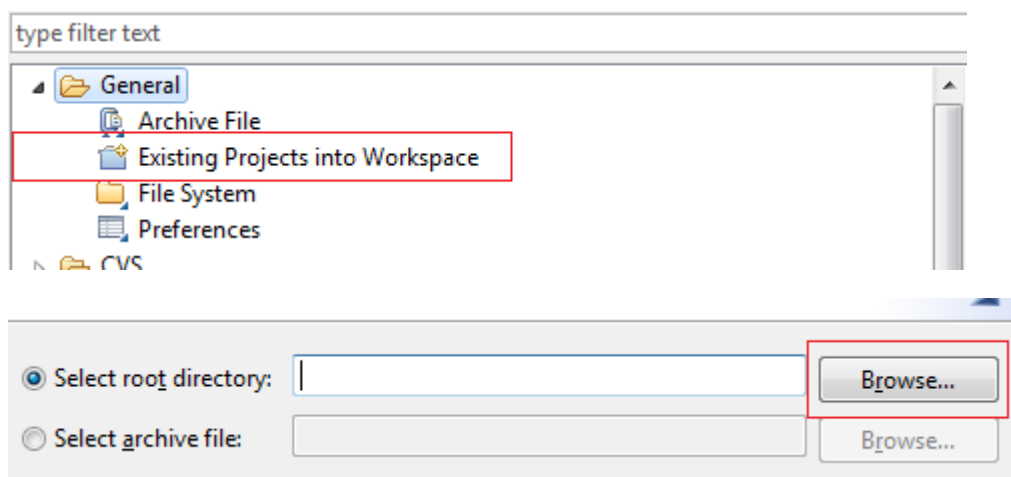 type filter text
General
Archive File
Existing Projects into Workspace
File System
Preferences
CVS
Select root directory: Browse...
Select archive file: Browse...